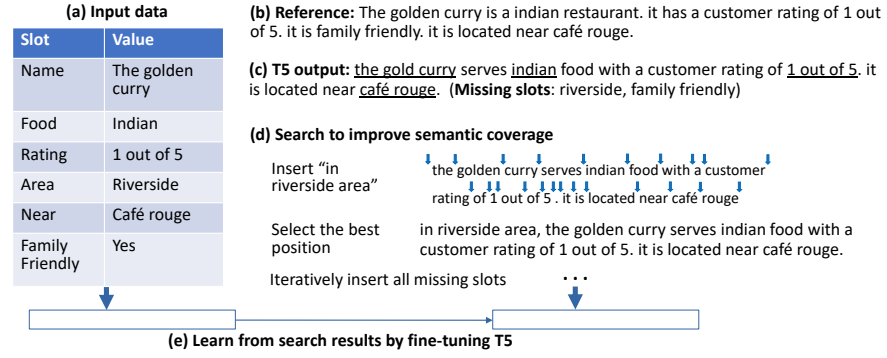 (a) Input data
Slot Value
Name The golden curry
Food Indian
Rating 1 out of 5
Area Riverside
Near Café rouge
Family Friendly Yes
(b) Reference: The golden curry is a indian restaurant. it has a customer rating of 1 out
of 5. it is family friendly. it is located near café rouge.
(c) T5 output: the gold curry serves indian food with a customer rating of 1 out of 5. it
is located near café rouge. (Missing slots: riverside, family friendly)
(d) Search to improve semantic coverage
Insert “in
riverside area”
the golden curry serves indian food with a customer
rating of 1 out of 5 . it is located near café rouge
Select the best
position
in riverside area, the golden curry serves indian food with a
customer rating of 1 out of 5. it is located near café rouge.
Iteratively insert all missing slots ...
(e) Learn from search results by fine-tuning T5